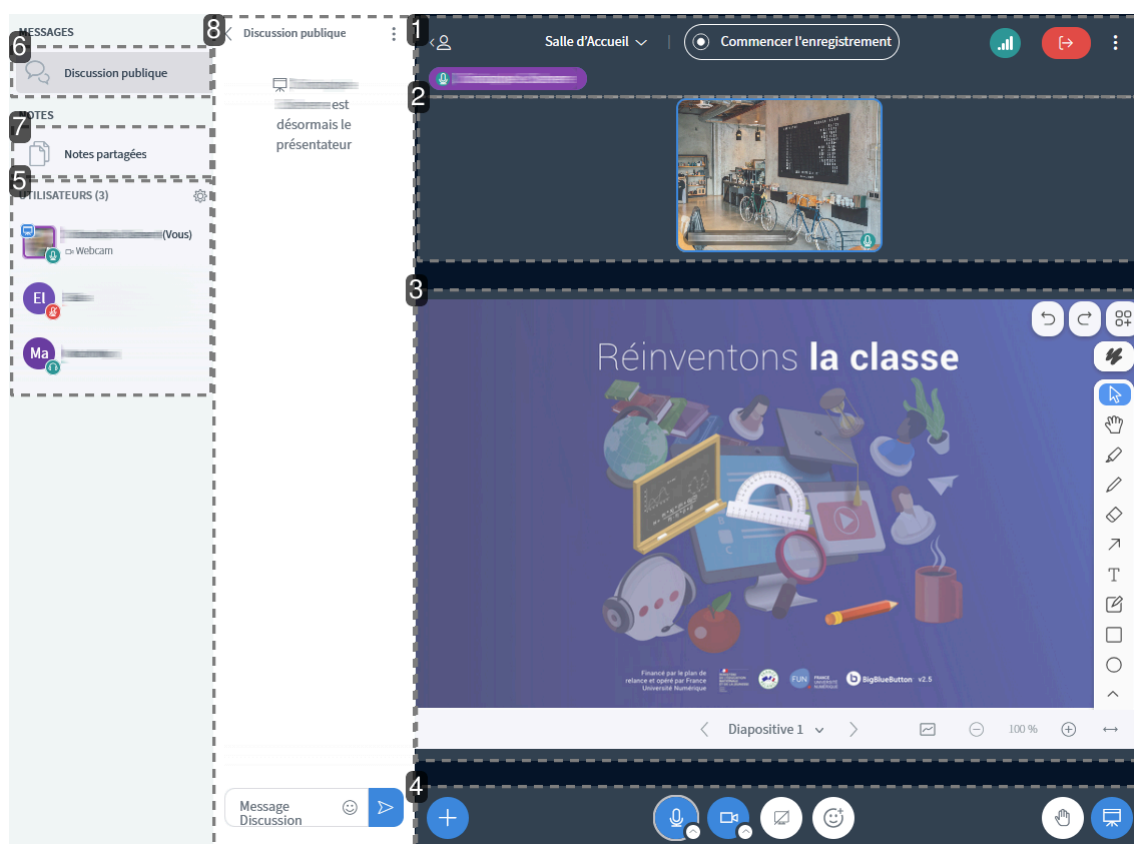 MESSAGES
6
Discussion publique
NOTES
7
Notes partagées
5
UTILISATEURS (3)
(Vous)
Webcam
El
Ma
8
Discussion publique
est
désormais le
présentateur
Message
Discussion
1
Salle d'Accueil
Commencer l'enregistrement
2
3
Réinventons la classe
Financé par le plan de
relance et opéré par France
Université Numérique
FUN
BigBlueButton v2.5
T
Diapositive 1
100 %
4